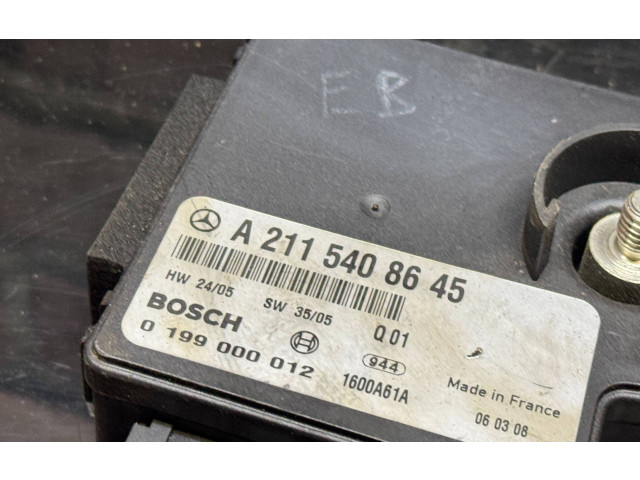 EB
A 211 540 86 45
HW 24/05 SW 35/05 Q 01
BOSCH
0 199 000 012
944
1600A61A
Made in France
06 03 08